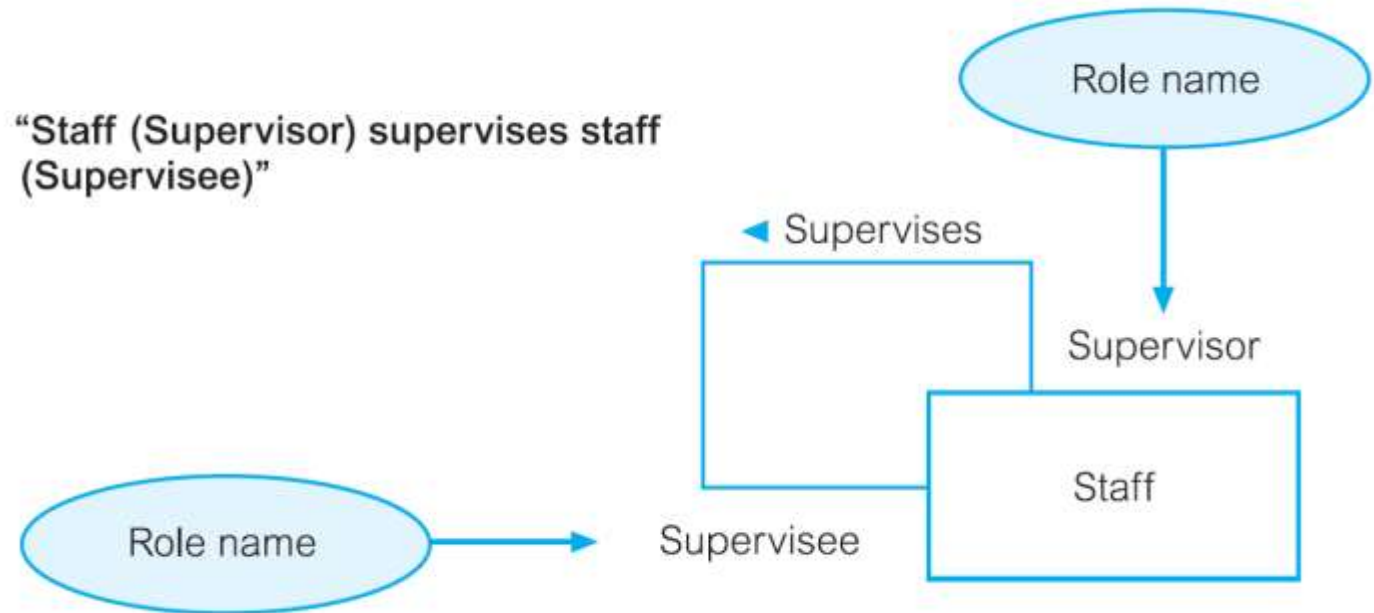 Role name
“Staff (Supervisor) supervises staff
(Supervisee)”
◄ Supervises
Supervisor
Staff
Role name
Supervisee